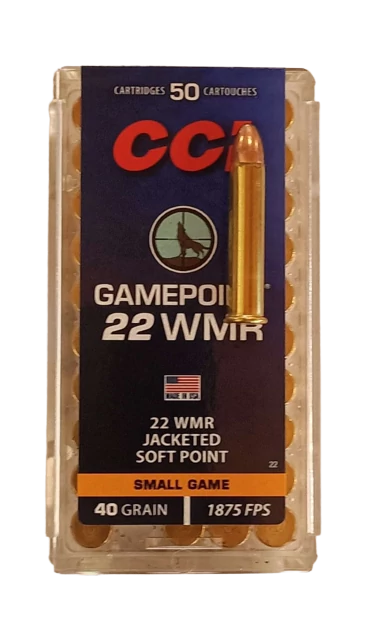 CARTRIDGES 50 CARTOUCHES
CCI
GAMEPOINT®
22 WMR
MADE IN USA
22 WMR
JACKETED
SOFT POINT
22
SMALL GAME
40 GRAIN 1875 FPS